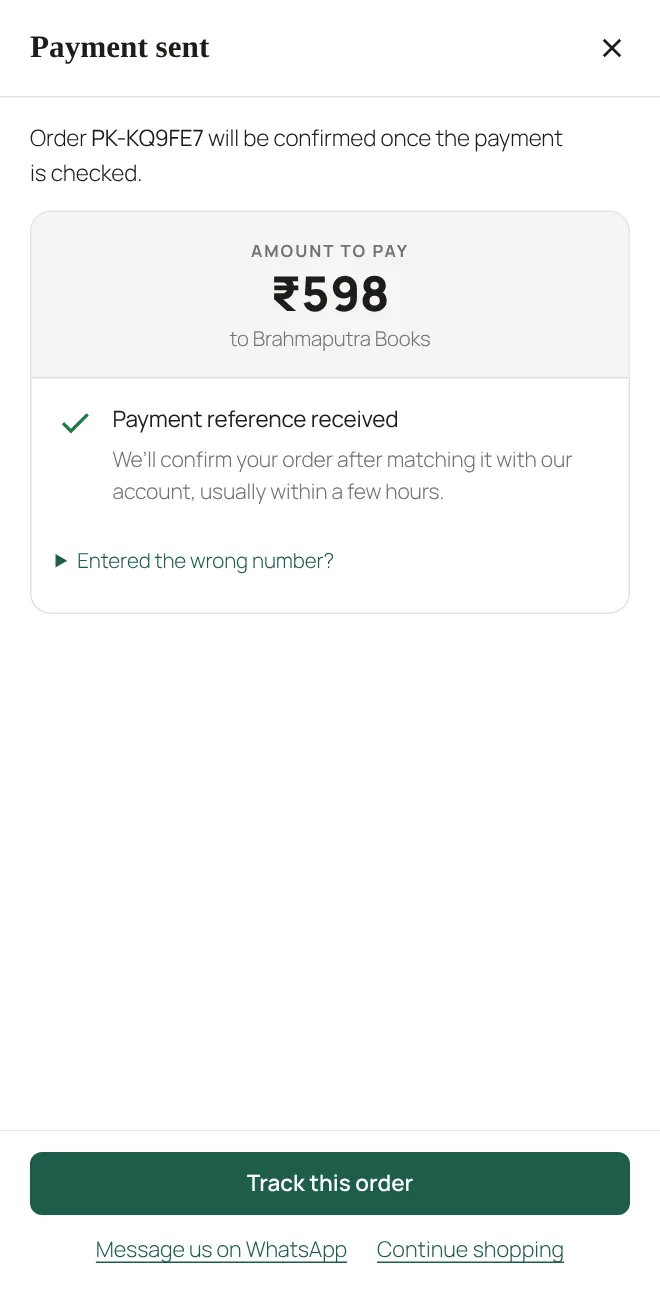 Payment sent
Order PK-KQ9FE7 will be confirmed once the payment
is checked.
AMOUNT TO PAY
₹598
to Brahmaputra Books
Payment reference received
We’ll confirm your order after matching it with our
account, usually within a few hours.
Entered the wrong number?
Track this order
Message us on WhatsApp
Continue shopping